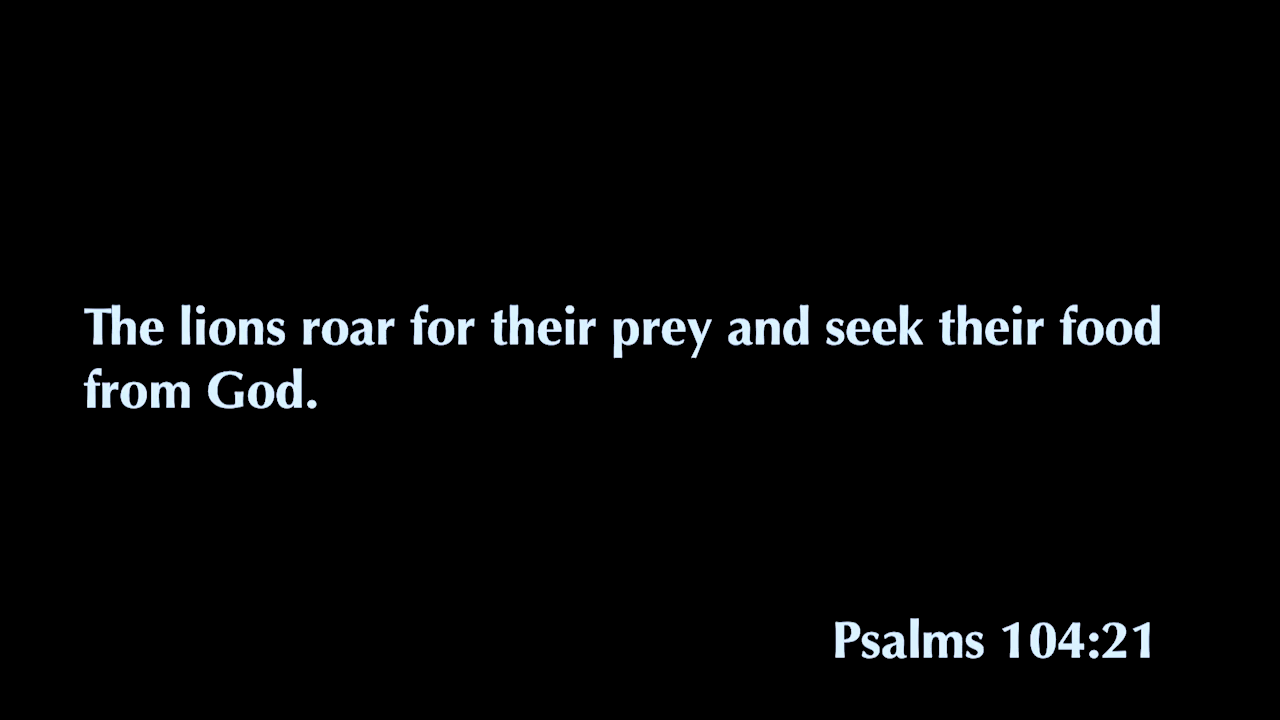 The lions roar for their prey and seek their food
from God.
Psalms 104:21